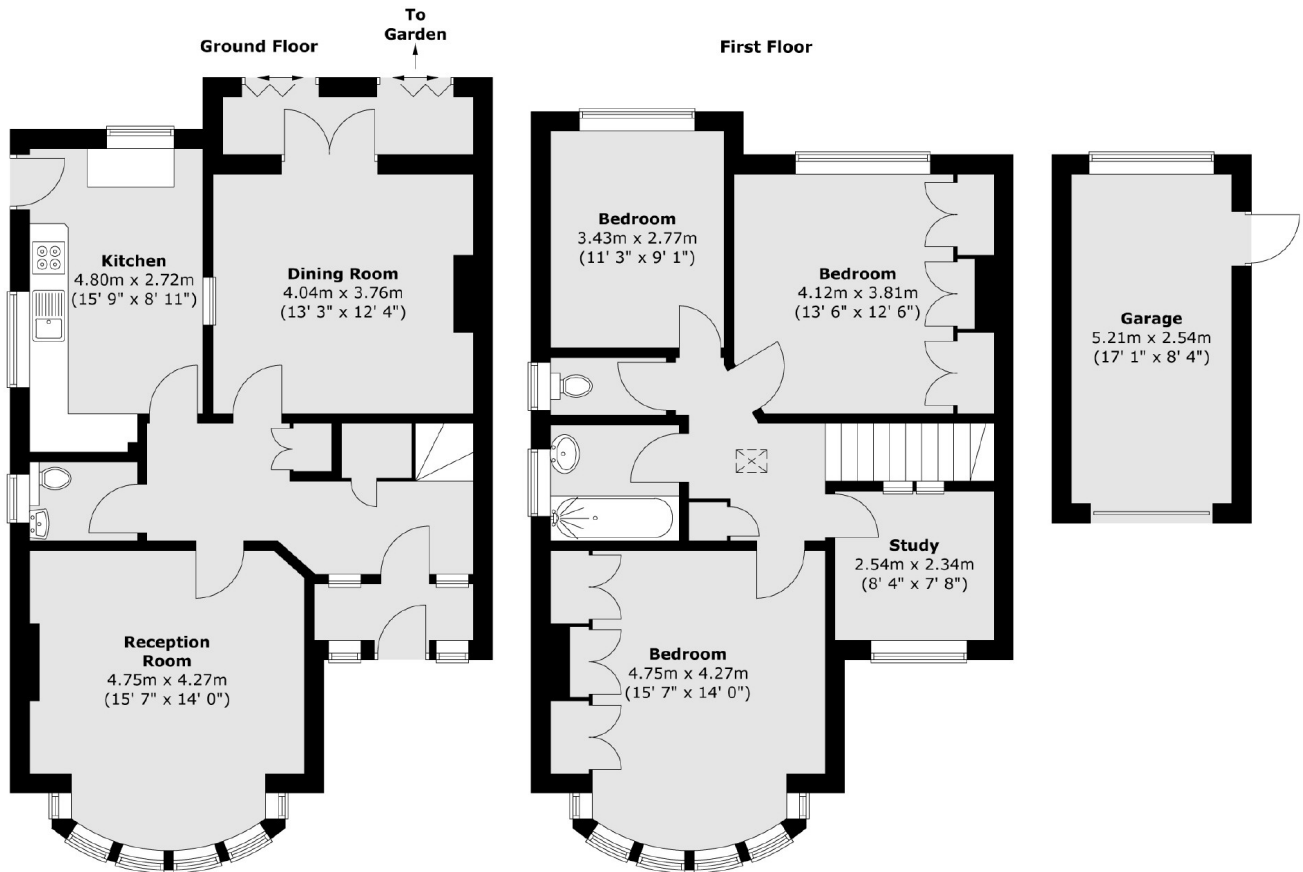 Ground Floor
To
Garden
First Floor
Kitchen
4.80m x 2.72m
(15' 9" x 8' 11")
Dining Room
4.04m x 3.76m
(13' 3" x 12' 4")
Reception
Room
4.75m x 4.27m
(15' 7" x 14' 0")
Bedroom
3.43m x 2.77m
(11' 3" x 9' 1")
Bedroom
4.12m x 3.81m
(13' 6" x 12' 6")
Study
2.54m x 2.34m
(8' 4" x 7' 8")
Bedroom
4.75m x 4.27m
(15' 7" x 14' 0")
Garage
5.21m x 2.54m
(17' 1" x 8' 4")